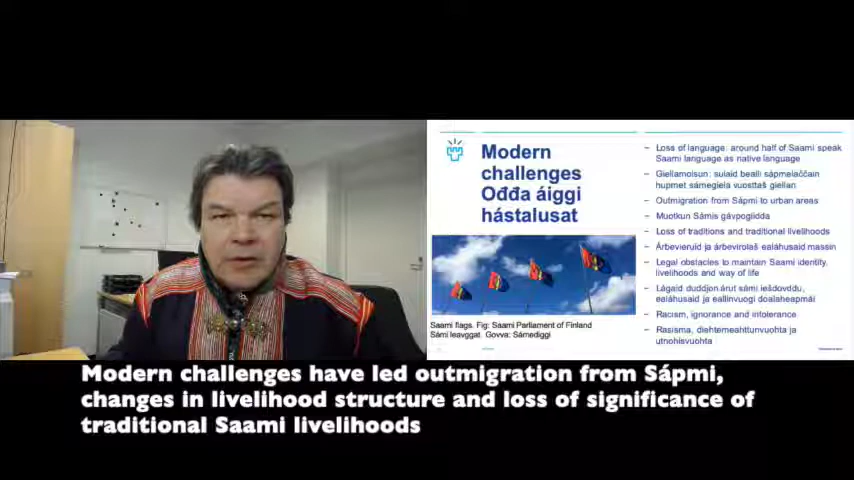 Modern
challenges
Ođđa áiggi
hástalusat
Saami flags. Fig: Saami Parliament of Finland
Sámi leavggat. Govva: Sámediggi
– Loss of language: around half of Saami speak
Saami language as native language
– Giellamolsun: sulaid bealli sápmelaččain
hupmet sámegiela vuosttaš giellan
– Outmigration from Sápmi to urban areas
– Muotkun Sámis gávpogiidda
– Loss of traditions and traditional livelihoods
– Árbevieruid ja árbevirolaš ealáhusaid massin
– Legal obstacles to maintain Saami identity,
livelihoods and way of life
– Lágaid duddjon árut sámi iešdovddu,
ealáhusaid ja eallinvuogi doalaheapmái
– Racism, ignorance and intolerance
– Rasisma, diehtemeahttunvuohta ja
utnohisvuohta
Modern challenges have led outmigration from Sápmi,
changes in livelihood structure and loss of significance of
traditional Saami livelihoods